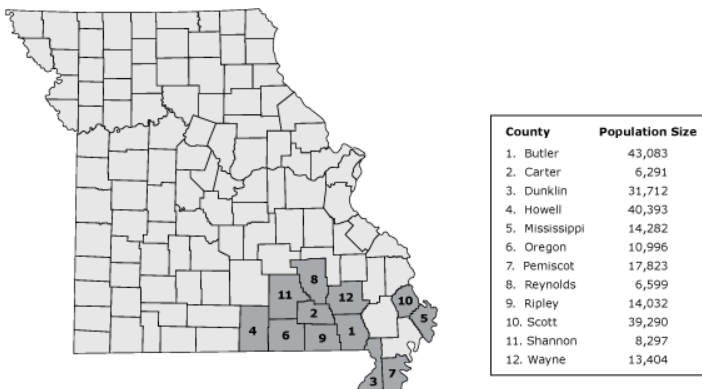 8
11
12
10
2
5
4
6
9
1
3
7
County Population Size
1. Butler 43,083
2. Carter 6,291
3. Dunklin 31,712
4. Howell 40,393
5. Mississippi 14,282
6. Oregon 10,996
7. Pemiscot 17,823
8. Reynolds 6,599
9. Ripley 14,032
10. Scott 39,290
11. Shannon 8,297
12. Wayne 13,404